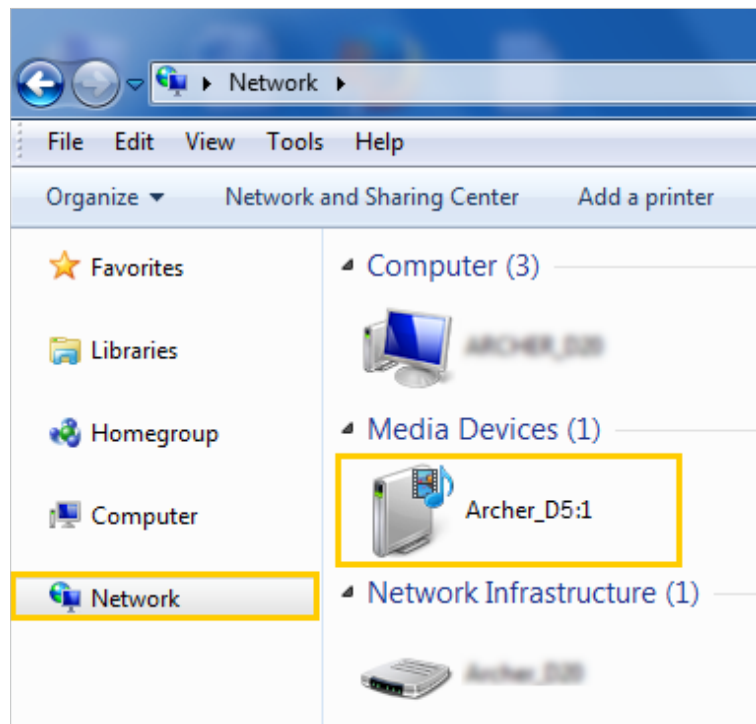 Network
File Edit View Tools Help
Organize Network and Sharing Center Add a printer
Favorites
Libraries
Homegroup
Computer
Network
Computer (3)
Media Devices (1)
Archer_D5:1
Network Infrastructure (1)